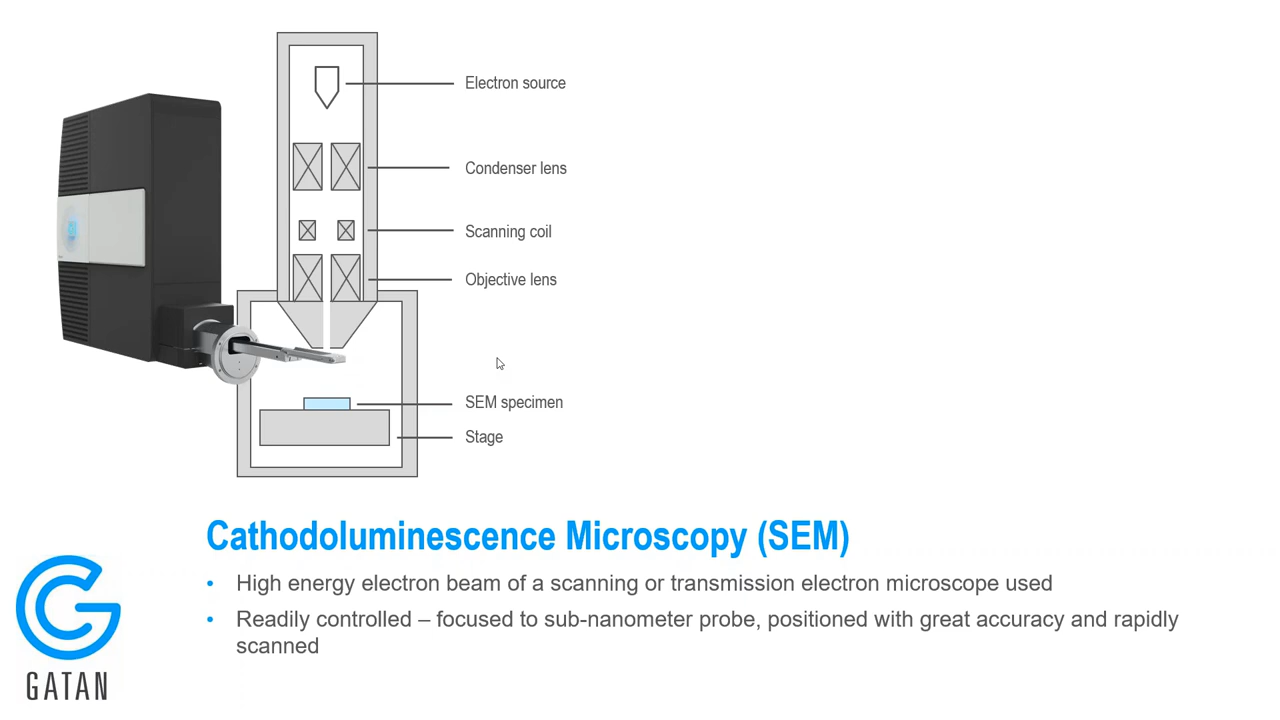 Electron source
Condenser lens
Scanning coil
Objective lens
SEM specimen
Stage
Cathodoluminescence Microscopy (SEM)
• High energy electron beam of a scanning or transmission electron microscope used
• Readily controlled – focused to sub-nanometer probe, positioned with great accuracy and rapidly
scanned
GATAN